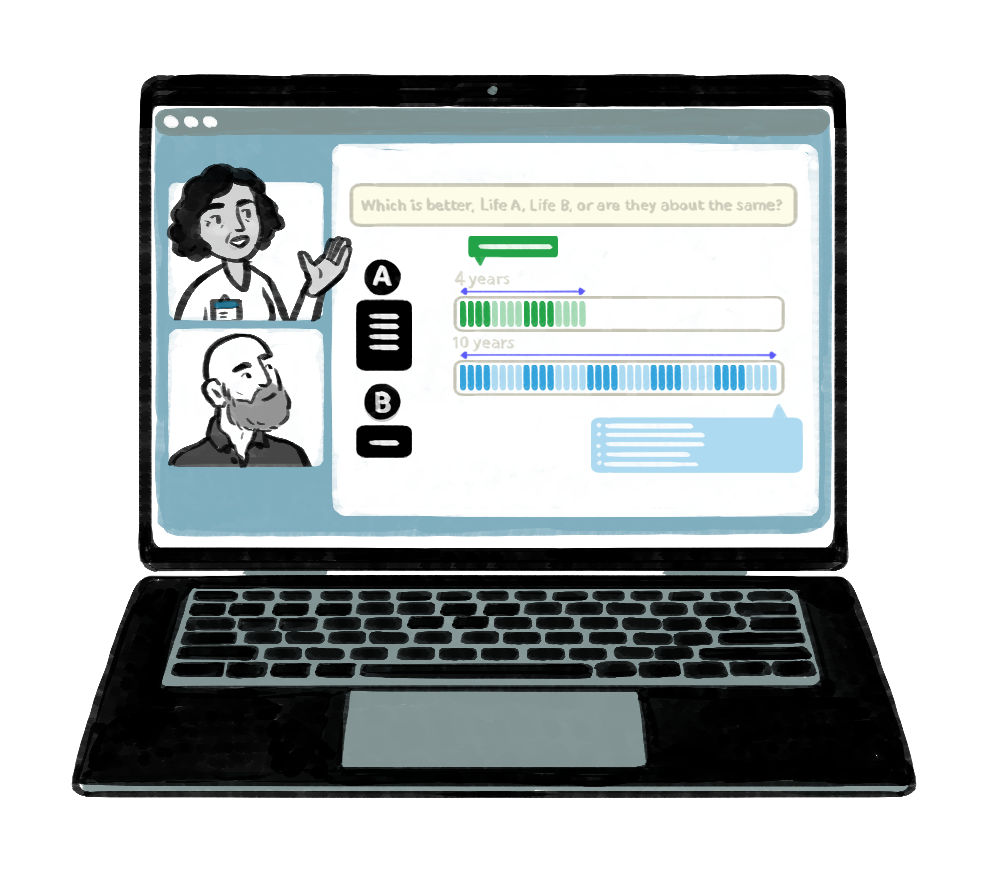 Which is better, Life A, Life B, or are they about the same?
A
4 years
10 years
B